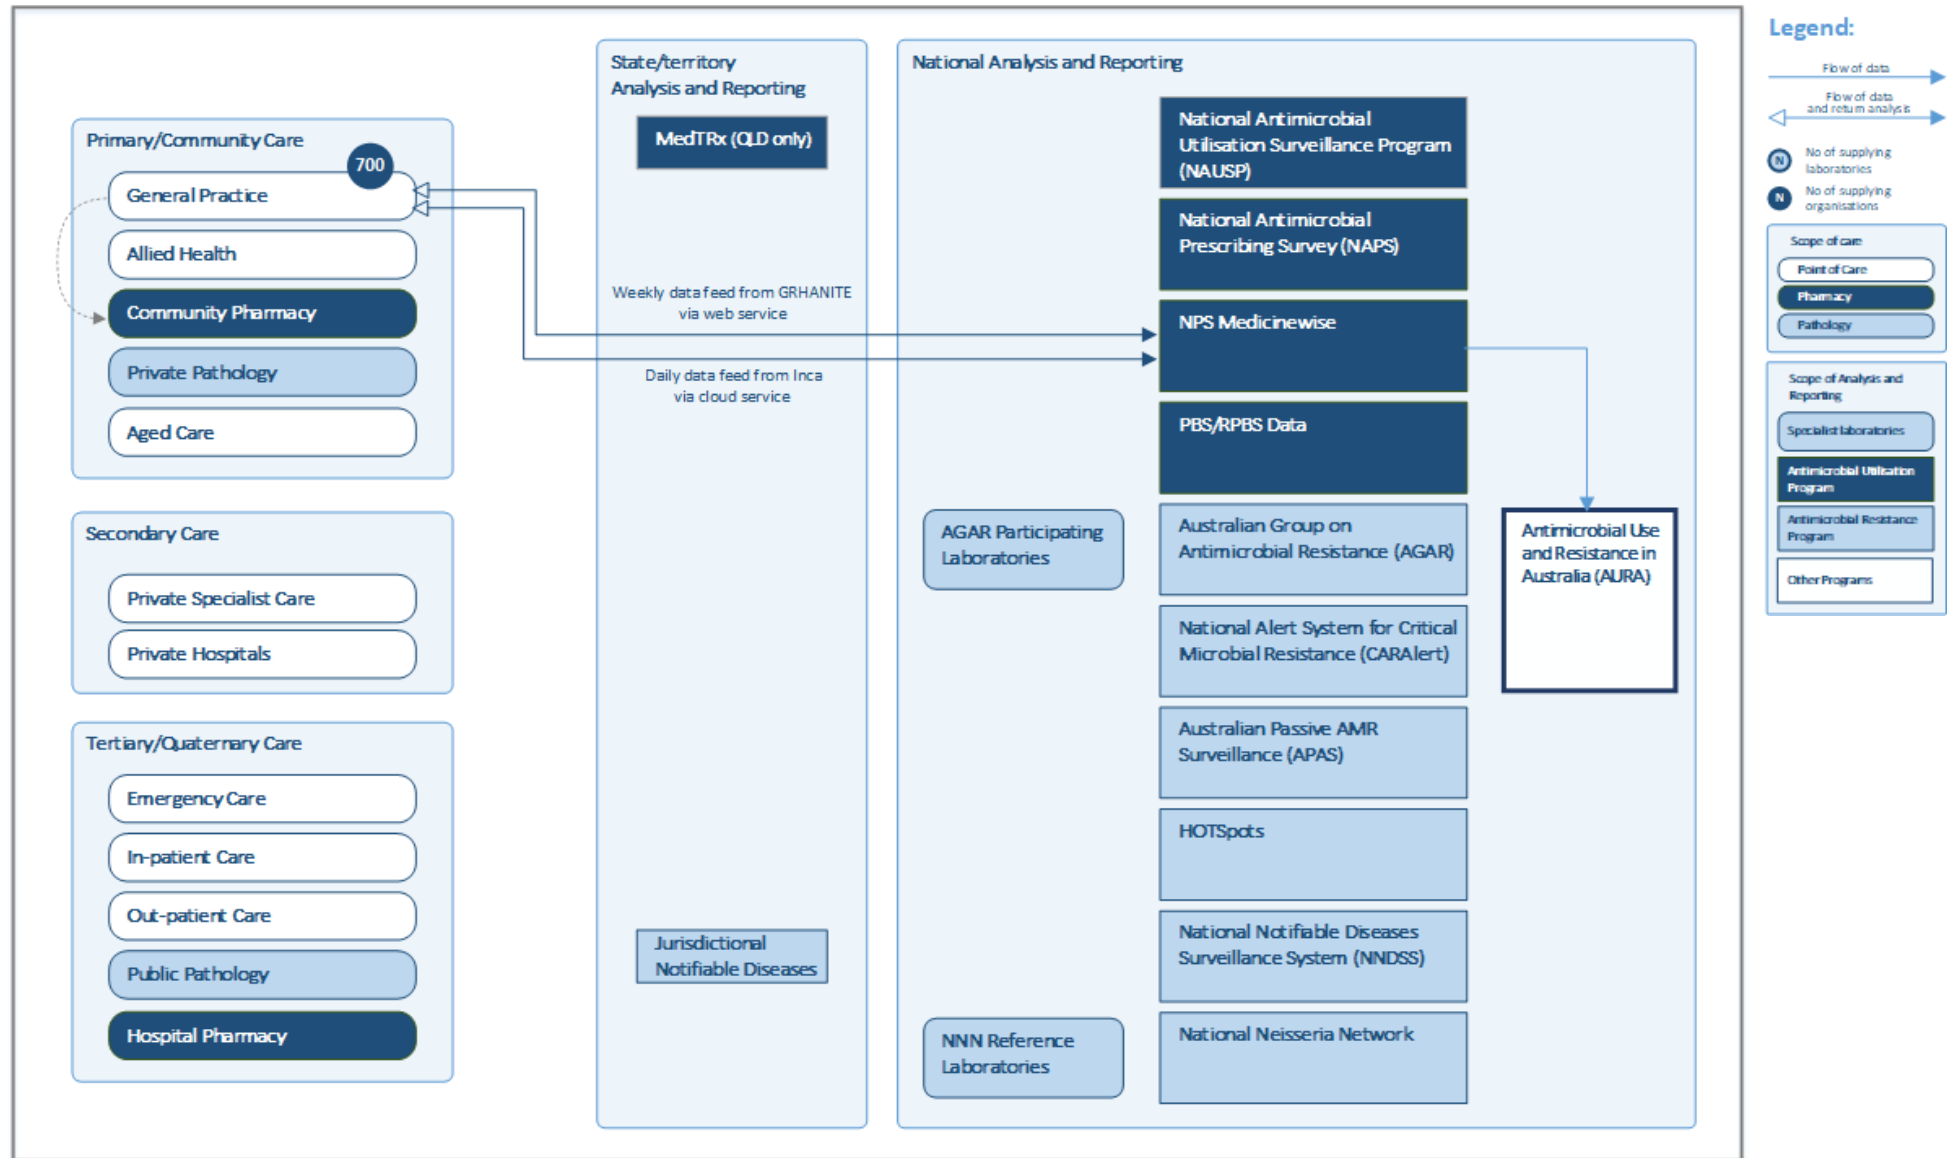 Primary/Community Care
700
General Practice
Allied Health
Community Pharmacy
Private Pathology
Aged Care
Secondary Care
Private Specialist Care
Private Hospitals
Tertiary/Quaternary Care
Emergency Care
In-patient Care
Out-patient Care
Public Pathology
Hospital Pharmacy
State/territory
Analysis and Reporting
MedTRx (QLD only)
Weekly data feed from GRHANITE
via web service
Daily data feed from Inca
via cloud service
Jurisdictional
Notifiable Diseases
National Analysis and Reporting
National Antimicrobial
Utilisation Surveillance Program
(NAUSP)
National Antimicrobial
Prescribing Survey (NAPS)
NPS Medicinewise
PBS/RPBS Data
AGAR Participating
Laboratories
Australian Group on
Antimicrobial Resistance (AGAR)
National Alert System for Critical
Microbial Resistance (CARAlert)
Australian Passive AMR
Surveillance (APAS)
HOTSpots
National Notifiable Diseases
Surveillance System (NNDSS)
NNN Reference
Laboratories
National Neisseria Network
Antimicrobial Use
and Resistance in
Australia (AURA)
Legend:
Flow of data
Flow of data
and return analysis
N
No of supplying
laboratories
N
No of supplying
organisations
Scope of care
Point of Care
Pharmacy
Pathology
Scope of Analysis and
Reporting
Specialist laboratories
Antimicrobial Utilisation
Program
Antimicrobial Resistance
Program
Other Programs